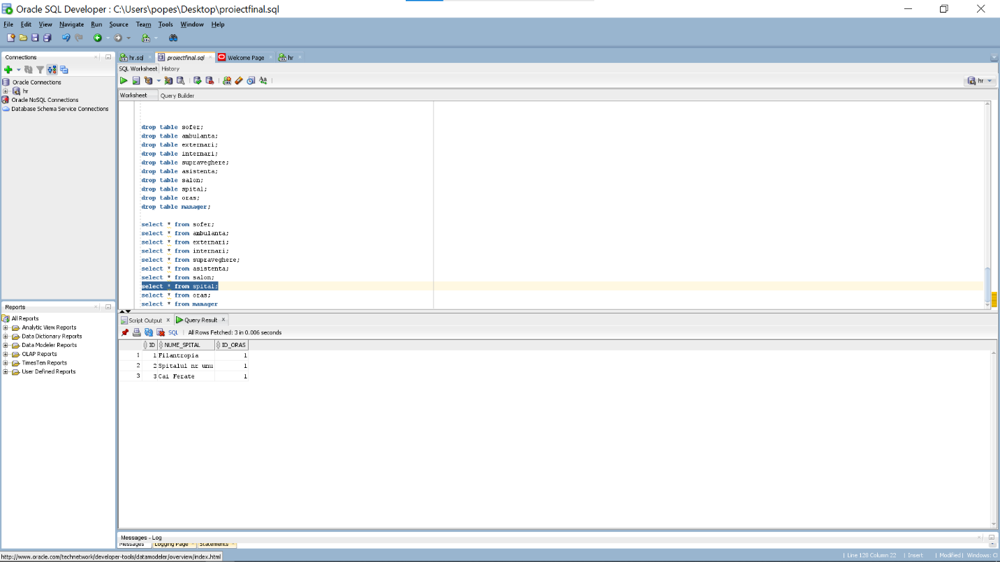 Oracle SQL Developer : C:\Users\popes\Desktop\proiectfinal.sql
File Edit View Navigate Run Source Team Tools Window Help
Connections
Oracle Connections
hr
Oracle NoSQL Connections
Database Schema Service Connections
hr.sql
proiectfinal.sql
Welcome Page
hr
SQL Worksheet History
hr
Worksheet Query Builder
drop table sofer;
drop table ambulanta;
drop table externari;
drop table internari;
drop table supraveghere;
drop table asistenta;
drop table salon;
drop table spital;
drop table oras;
drop table manager;
select * from sofer;
select * from ambulanta;
select * from externari;
select * from internari;
select * from supraveghere;
select * from asistenta;
select * from salon;
select * from spital;
select * from oras;
select * from manager
Reports
All Reports
Analytic View Reports
Data Dictionary Reports
Data Modeler Reports
OLAP Reports
TimesTen Reports
User Defined Reports
Script Output x Query Result x
SQL | All Rows Fetched: 3 in 0.006 seconds
ID NUME_SPITAL ID_ORAS
1 1 Filantropia 1
2 2 Spitalul nr unu 1
3 3 Cai Ferate 1
Messages - Log
Messages Logging Page Statements
http://www.oracle.com/technetwork/developer-tools/datamodeler/overview/index.html
| Line 128 Column 22 | Insert | Modified | Windows: C